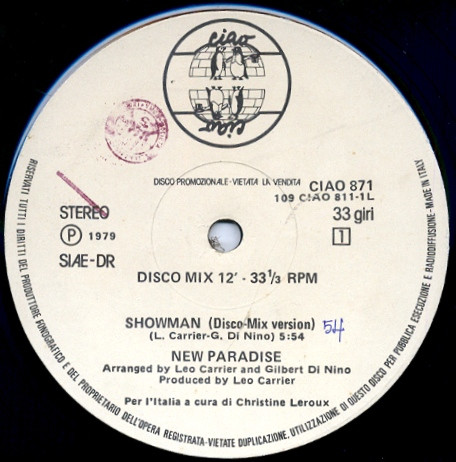 ciao
ciao
DISCO PROMOZIONALE-VIETATA LA VENDITA
CIAO 871
109 CIAO 811-1L
STEREO
33 giri
P 1979
1
SIAE-DR
DISCO MIX 12' - 33 1/3 RPM
SHOWMAN (Disco-Mix version) 54
(L. Carrier-G. Di Nino) 5:54
NEW PARADISE
Arranged by Leo Carrier and Gilbert Di Nino
Produced by Leo Carrier
Per l'Italia a cura di Christine Leroux
RISERVATI TUTTI I DIRITTI DEL PRODUTTORE FONOGRAFICO E DEL PROPRIETARIO DELL'OPERA REGISTRATA-VIETATE DUPLICAZIONE, UTILIZZAZIONE DI QUESTO DISCO PER PUBBLICA ESECUZIONE E RADIODIFFUSIONE-MADE IN ITALY